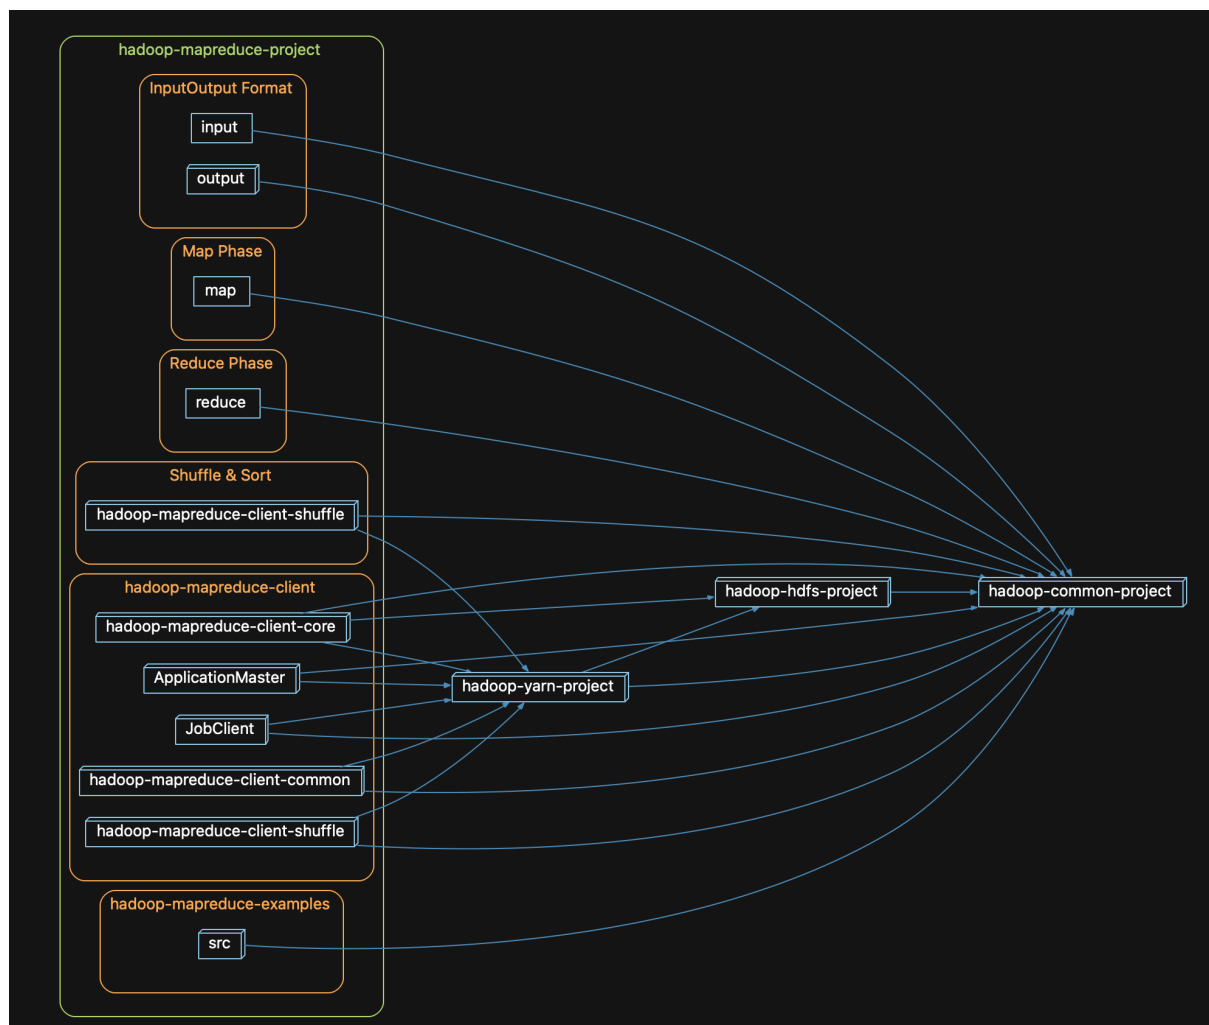 hadoop-mapreduce-project
InputOutput Format
input
output
Map Phase
map
Reduce Phase
reduce
Shuffle & Sort
hadoop-mapreduce-client-shuffle
hadoop-mapreduce-client
hadoop-mapreduce-client-core
ApplicationMaster
JobClient
hadoop-mapreduce-client-common
hadoop-mapreduce-client-shuffle
hadoop-mapreduce-examples
src
hadoop-yarn-project
hadoop-hdfs-project
hadoop-common-project